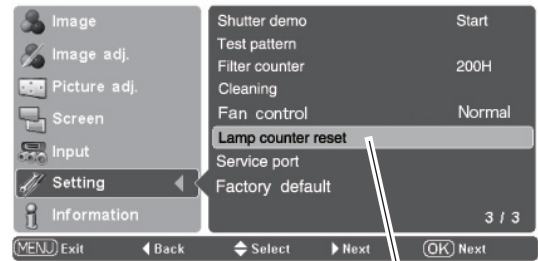 Image
Image adj.
Picture adj.
Screen
Input
Setting
Information
Shutter demo Start
Test pattern
Filter counter 200H
Cleaning
Fan control Normal
Lamp counter reset
Service port
Factory default
3 / 3
MENU Exit Back Select Next OK Next